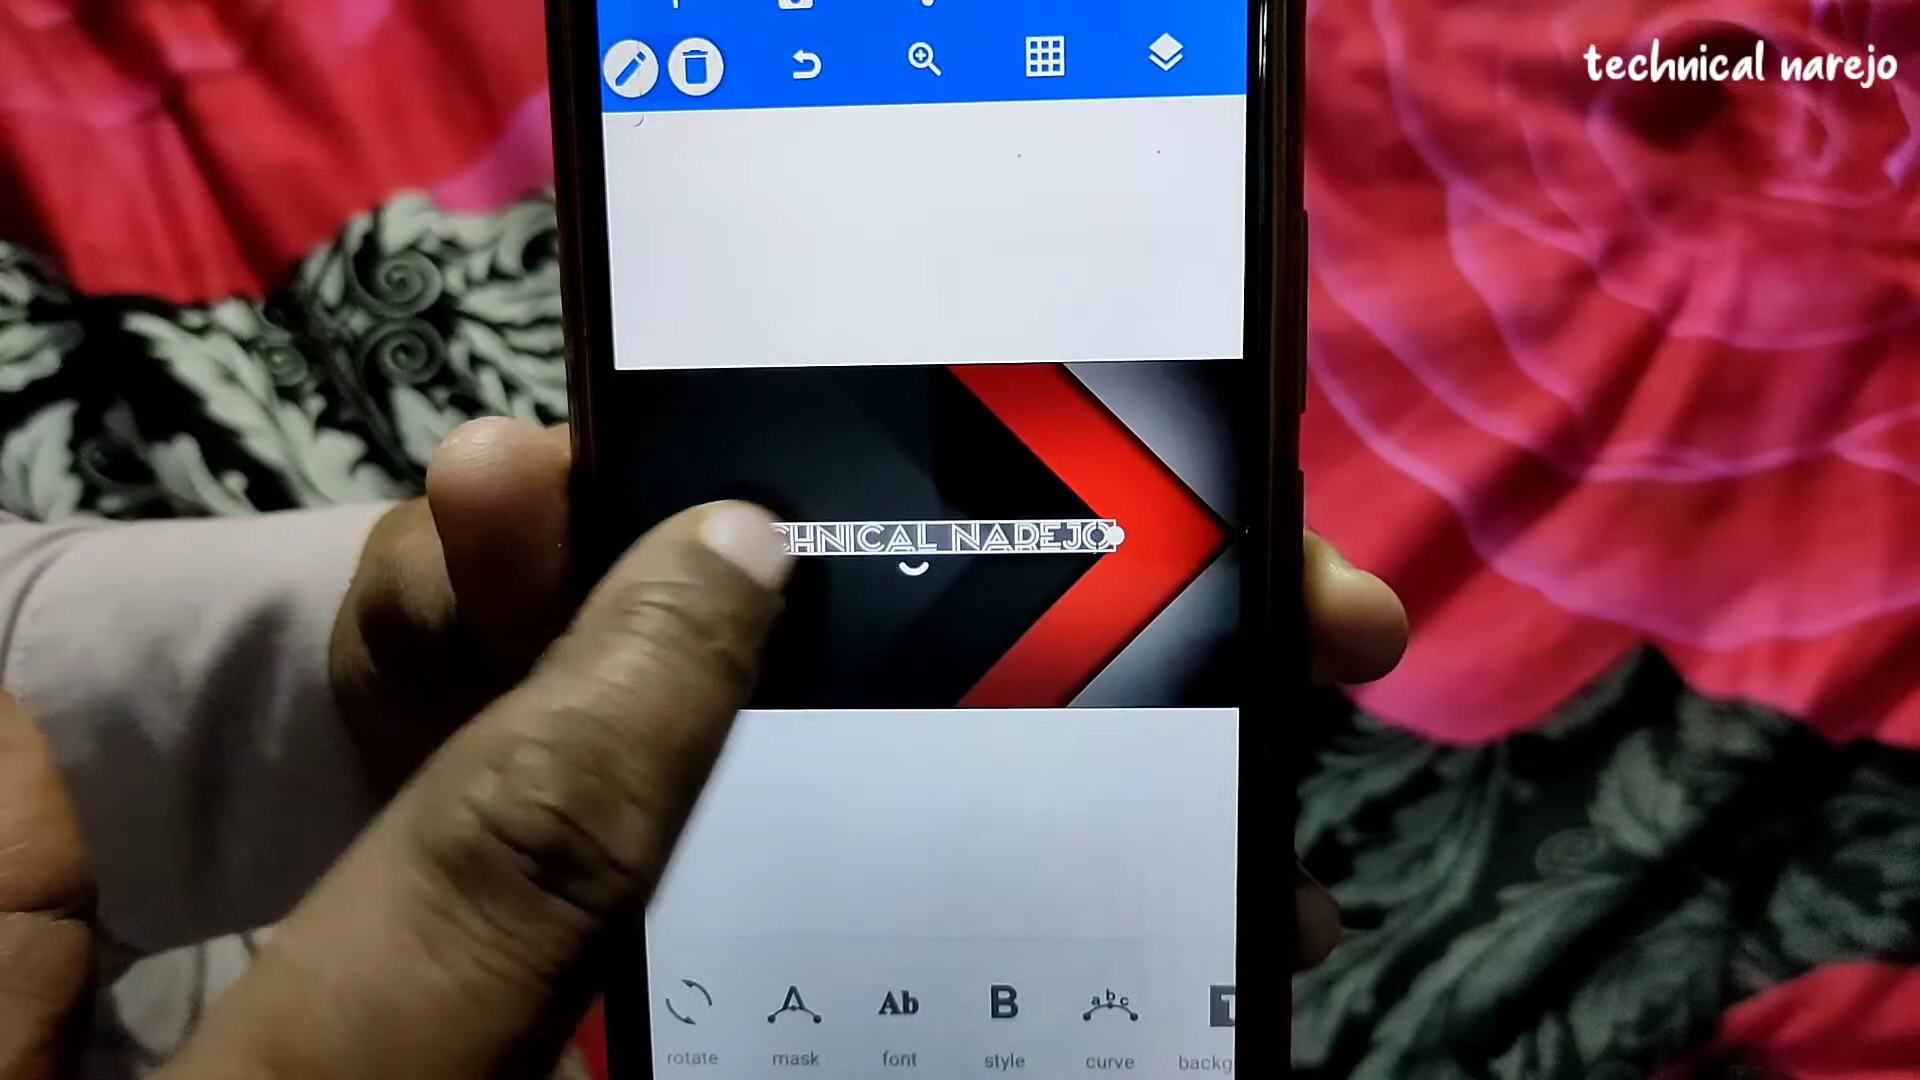 technical narejo
CHNICAL NAREJO
Ab
B
abc
rotate
mask
font
style
curve
backg